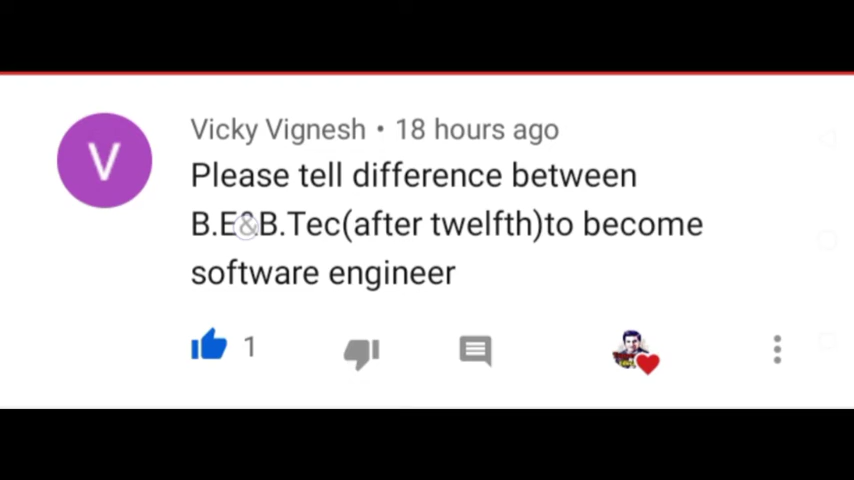 V
Vicky Vignesh • 18 hours ago
Please tell difference between
B.E&B.Tec(after twelfth)to become
software engineer
1